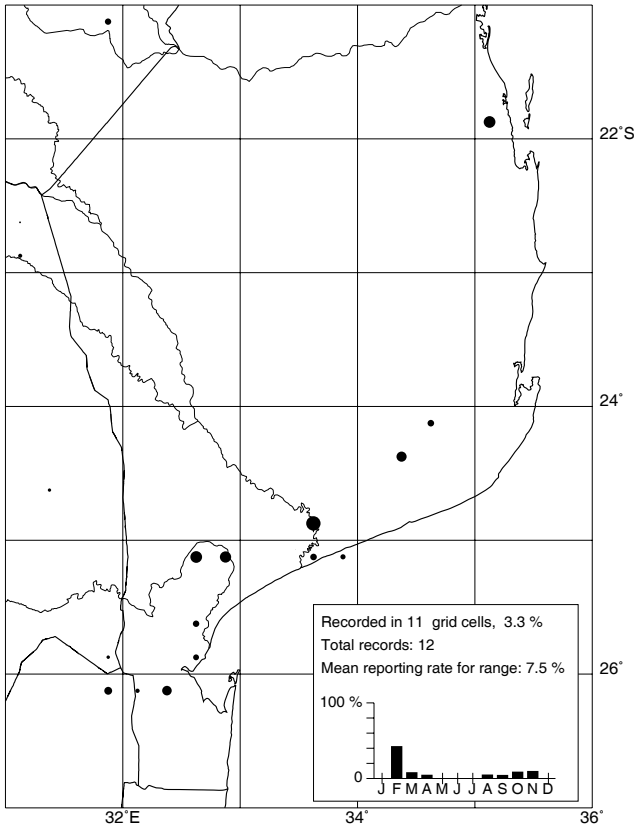 22°S
24°
Recorded in 11 grid cells, 3.3 %
Total records: 12
Mean reporting rate for range: 7.5 %
26°
100 %
0
J F M A M J J A S O N D
32°E
34°
36°